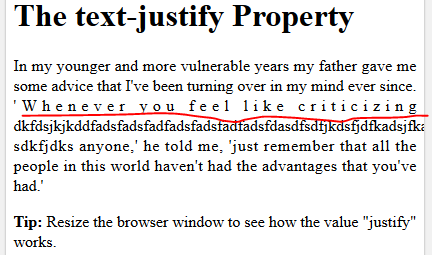 The text-justify Property
In my younger and more vulnerable years my father gave me
some advice that I've been turning over in my mind ever since.
'Whenever you feel like criticizing
dkfdsjkjkddfadsfadsfadfadsfadsfadfadsfadsfdasdfsdfjkdsfjdfkadsjfka
sdkfjdks anyone,' he told me, 'just remember that all the
people in this world haven't had the advantages that you've
had.'
Tip: Resize the browser window to see how the value "justify"
works.